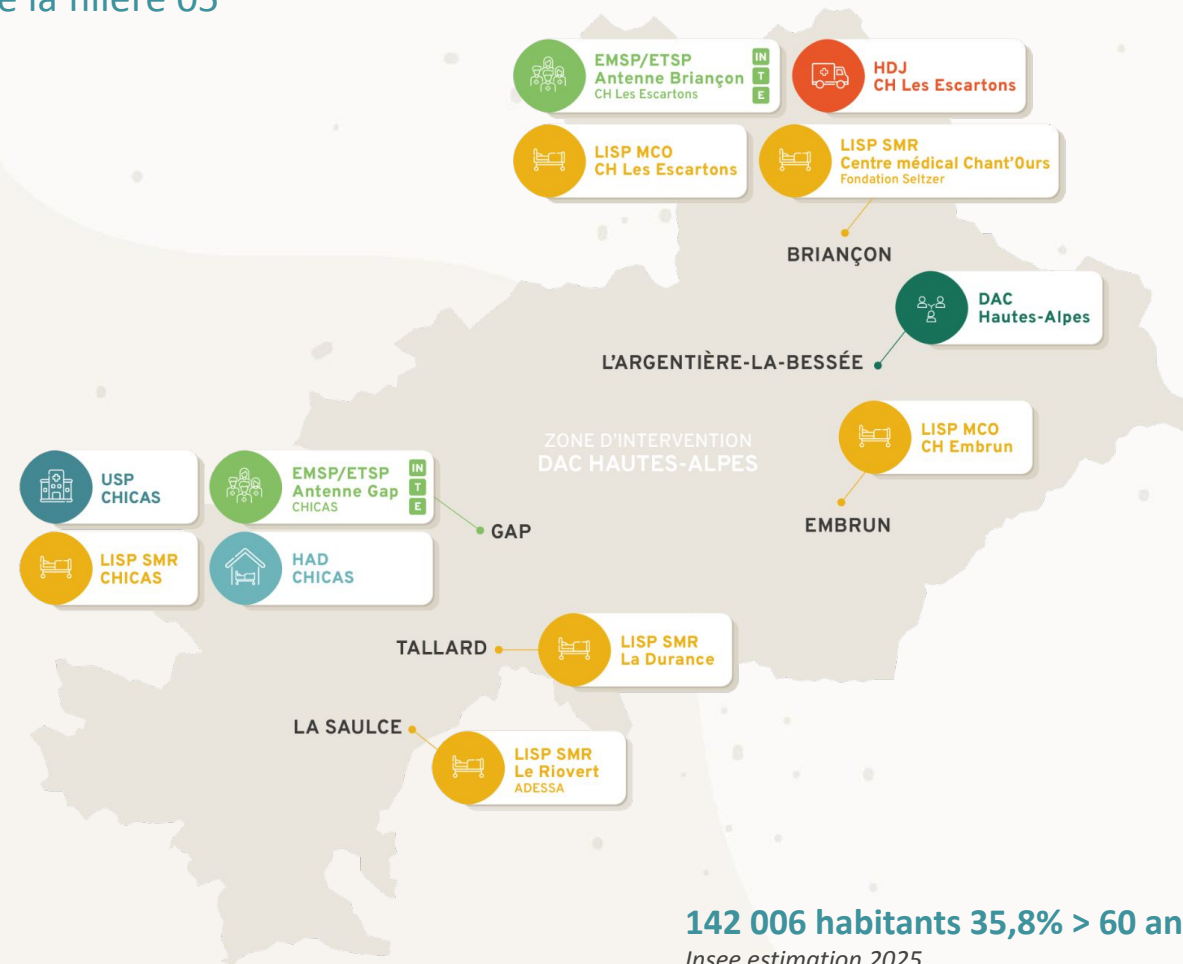 de la filière 05
EMSP/ETSP
Antenne Briançon
CH Les Escartons
IN
T
E
HDJ
CH Les Escartons
LISP MCO
CH Les Escartons
LISP SMR
Centre médical Chant'Ours
Fondation Seltzer
BRIANÇON
DAC
Hautes-Alpes
L'ARGENTIÈRE-LA-BESSÉE
ZONE D'INTERVENTION
DAC HAUTES-ALPES
LISP MCO
CH Embrun
EMBRUN
USP
CHICAS
EMSP/ETSP
Antenne Gap
CHICAS
IN
T
E
GAP
LISP SMR
CHICAS
HAD
CHICAS
TALLARD
LISP SMR
La Durance
LA SAULCE
LISP SMR
Le Riovert
ADESSA
142 006 habitants 35,8% > 60 an
Insee estimation 2025